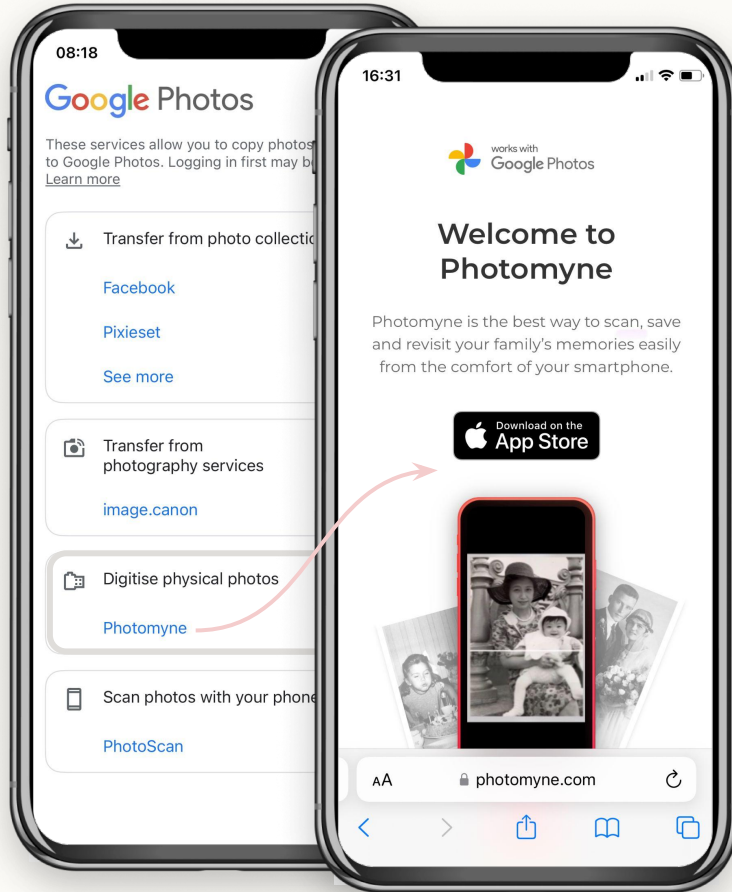 08:18
Google Photos
These services allow you to copy photos
to Google Photos. Logging in first may
Learn more
Transfer from photo
Facebook
Pixieset
See more
Transfer from
photography services
image.canon
Digitise physical photos
Photomyne
Scan photos with your phone
PhotoScan
16:31
works with
Google Photos
Welcome to
Photomyne
Photomyne is the best way to scan, save
and revisit your family's memories easily
from the comfort of your smartphone.
Download on the
App Store
AA
photomyne.com